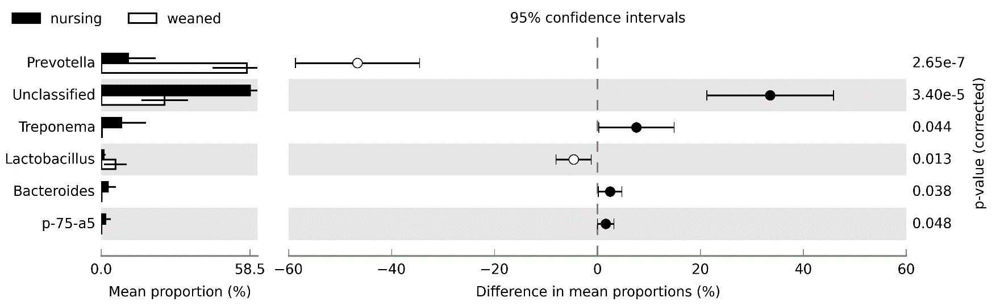 nursing weaned 95% confidence intervals
Prevotella 2.65e-7
Unclassified 3.40e-5
Treponema 0.044
Lactobacillus 0.013
Bacteroides 0.038
p-75-a5 0.048
p-value (corrected)
0.0 58.5 −60 −40 −20 0 20 40 60
Mean proportion (%) Difference in mean proportions (%)